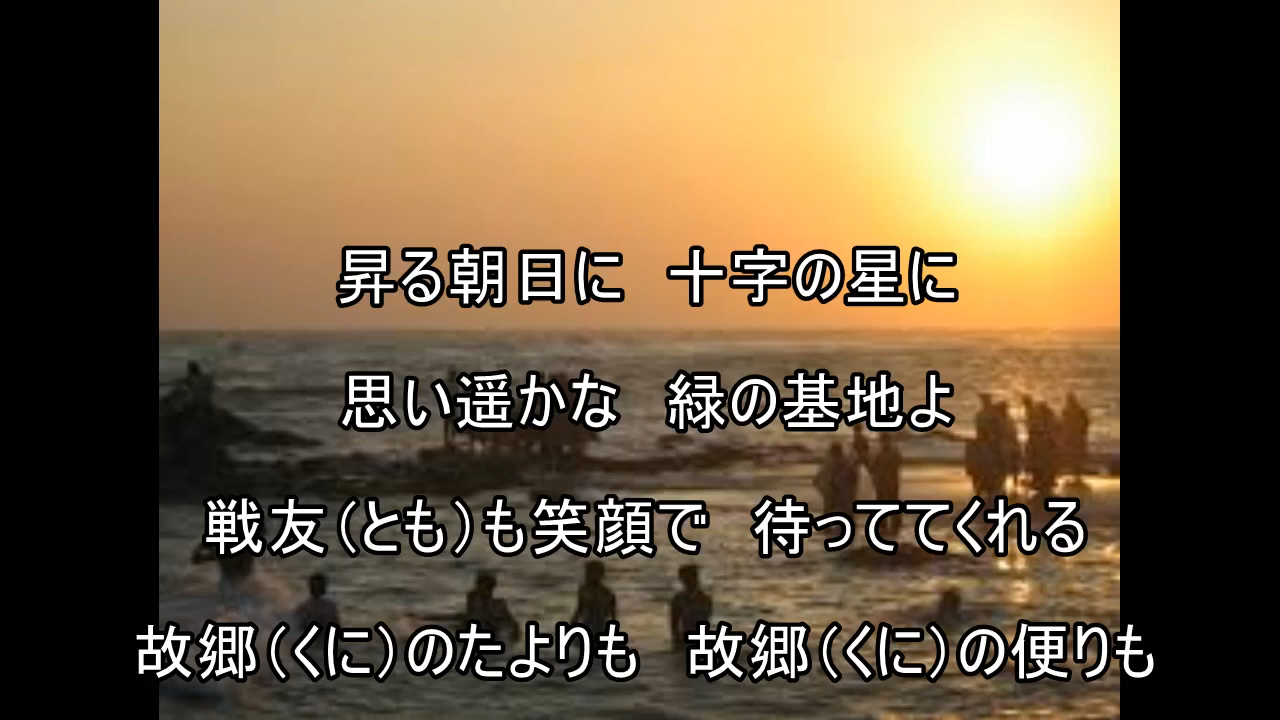 昇る朝日に　十字の星に
思い遥かな　緑の基地よ
戦友（とも）も笑顔で　待っててくれる
故郷（くに）のたよりも　故郷（くに）の便りも